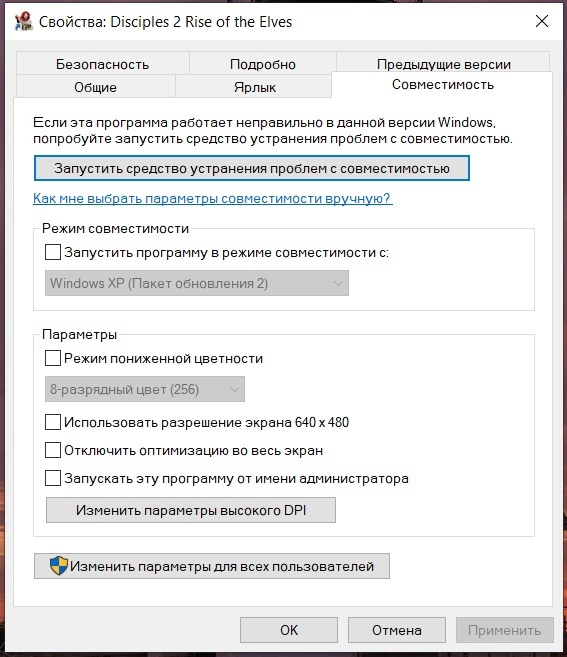 Свойства: Disciples 2 Rise of the Elves
Безопасность Подробно Предыдущие версии
Общие Ярлык Совместимость
Если эта программа работает неправильно в данной версии Windows,
попробуйте запустить средство устранения проблем с совместимостью.
Запустить средство устранения проблем с совместимостью
Как мне выбрать параметры совместимости вручную?
Режим совместимости
Запустить программу в режиме совместимости с:
Windows XP (Пакет обновления 2)
Параметры
Режим пониженной цветности
8-разрядный цвет (256)
Использовать разрешение экрана 640 x 480
Отключить оптимизацию во весь экран
Запускать эту программу от имени администратора
Изменить параметры высокого DPI
Изменить параметры для всех пользователей
OK Отмена Применить